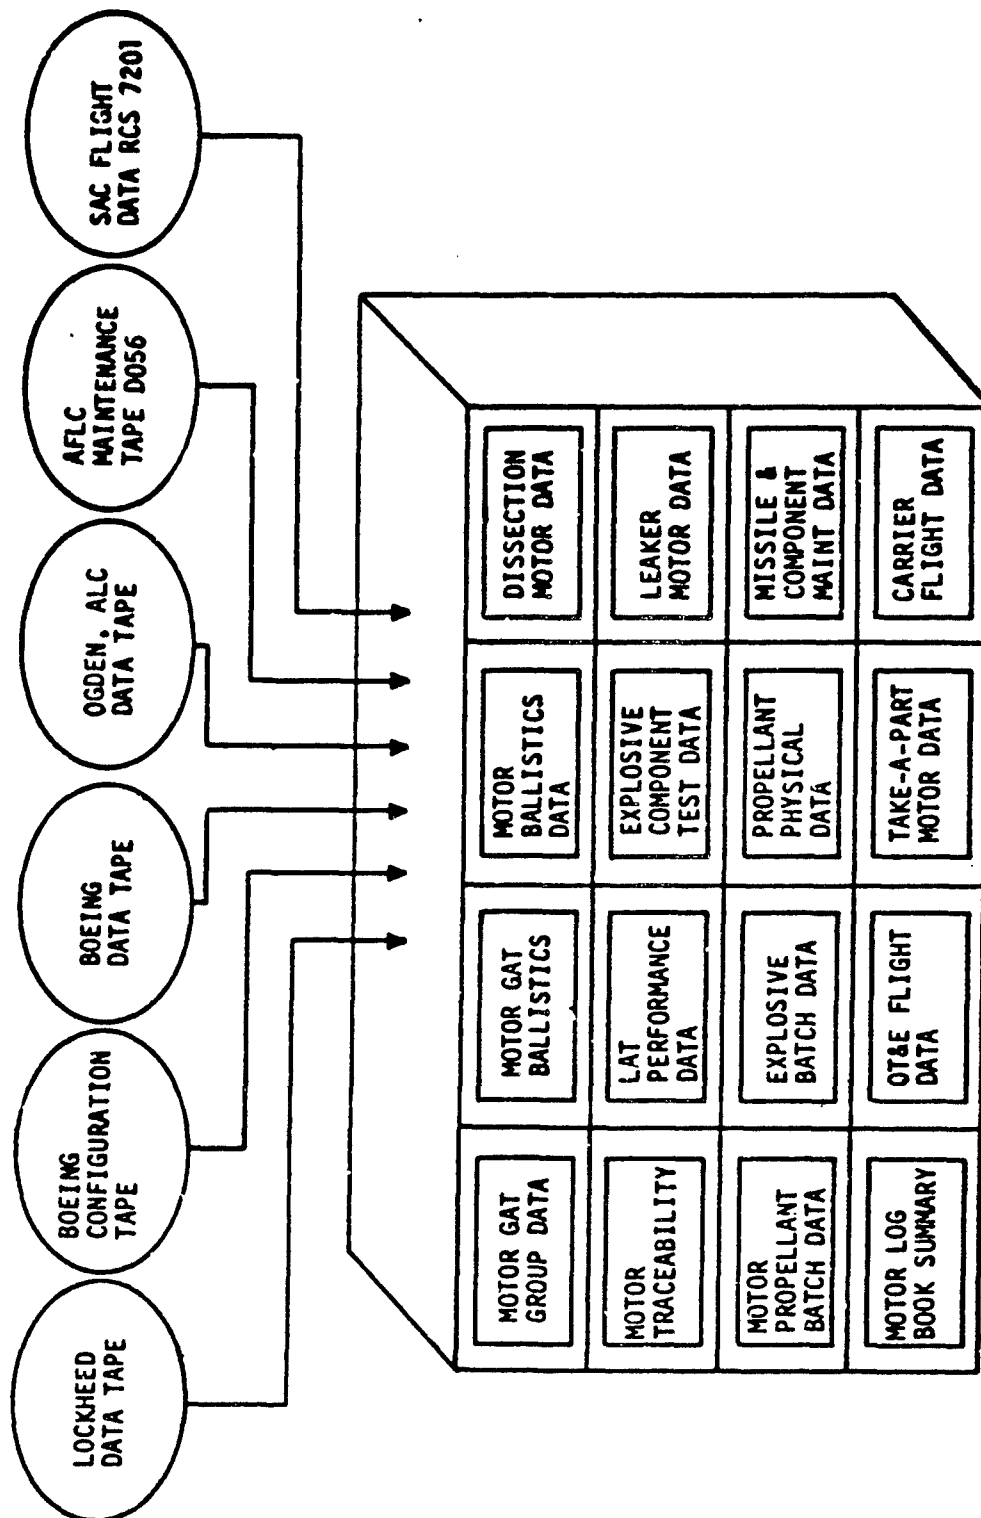 LOCKHEED
DATA TAPE
BOEING
CONFIGURATION
TAPE
BOEING
DATA TAPE
OGDEN, ALC
DATA TAPE
AFLC
MAINTENANCE
TAPE D056
SAC FLIGHT
DATA RCS 7201
MOTOR GAT
GROUP DATA
MOTOR GAT
BALLISTICS
MOTOR
BALLISTICS
DATA
DISSECTION
MOTOR DATA
MOTOR
TRACEABILITY
LAT
PERFORMANCE
DATA
EXPLOSIVE
COMPONENT
TEST DATA
LEAKER
MOTOR DATA
MOTOR
PROPELLANT
BATCH DATA
EXPLOSIVE
BATCH DATA
PROPELLANT
PHYSICAL
DATA
MISSILE &
COMPONENT
MAINT DATA
MOTOR LOG
BOOK SUMMARY
OT&E FLIGHT
DATA
TAKE-A-PART
MOTOR DATA
CARRIER
FLIGHT DATA